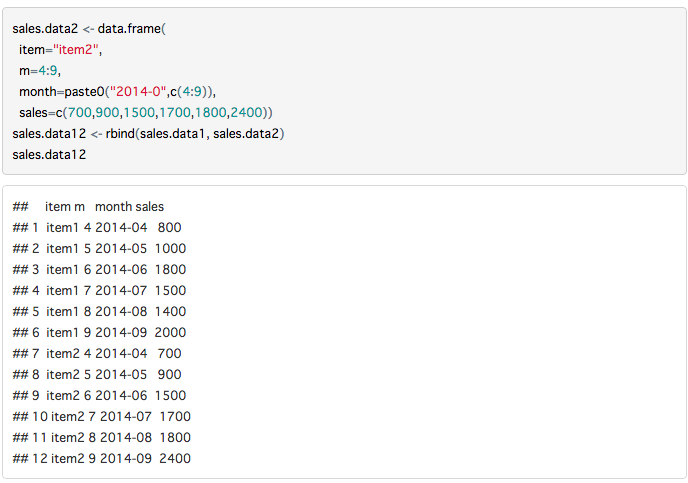 sales.data2 <- data.frame(
  item="item2",
  m=4:9,
  month=paste0("2014-0",c(4:9)),
  sales=c(700,900,1500,1700,1800,2400))
sales.data12 <- rbind(sales.data1, sales.data2)
sales.data12
##    item m  month sales
## 1  item1 4 2014-04   800
## 2  item1 5 2014-05  1000
## 3  item1 6 2014-06  1800
## 4  item1 7 2014-07  1500
## 5  item1 8 2014-08  1400
## 6  item1 9 2014-09  2000
## 7  item2 4 2014-04   700
## 8  item2 5 2014-05   900
## 9  item2 6 2014-06  1500
## 10 item2 7 2014-07  1700
## 11 item2 8 2014-08  1800
## 12 item2 9 2014-09  2400